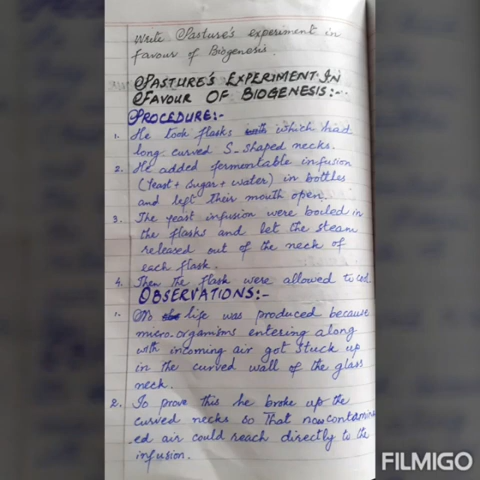 Write Pasture's experiment in
favour of Biogenesis.
PASTURE'S EXPERIMENT IN
FAVOUR OF BIOGENESIS:-
PROCEDURE:-
1. He took flasks which had
long curved S-shaped necks.
2. He added fermentable infusion
(Yeast + sugar + water) in bottles
and left their mouth open.
3. The yeast infusion were boiled in
the flasks and let the steam
released out of the neck of
each flask.
4. Then the flask were allowed to cool
OBSERVATIONS:-
1. No life was produced because
micro-organisms entering along
with incoming air got stuck up
in the curved wall of the glass
neck.
2. To prove this he broke up the
curved necks so that now contamin
ed air could reach directly to the
infusion.
FILMIGO